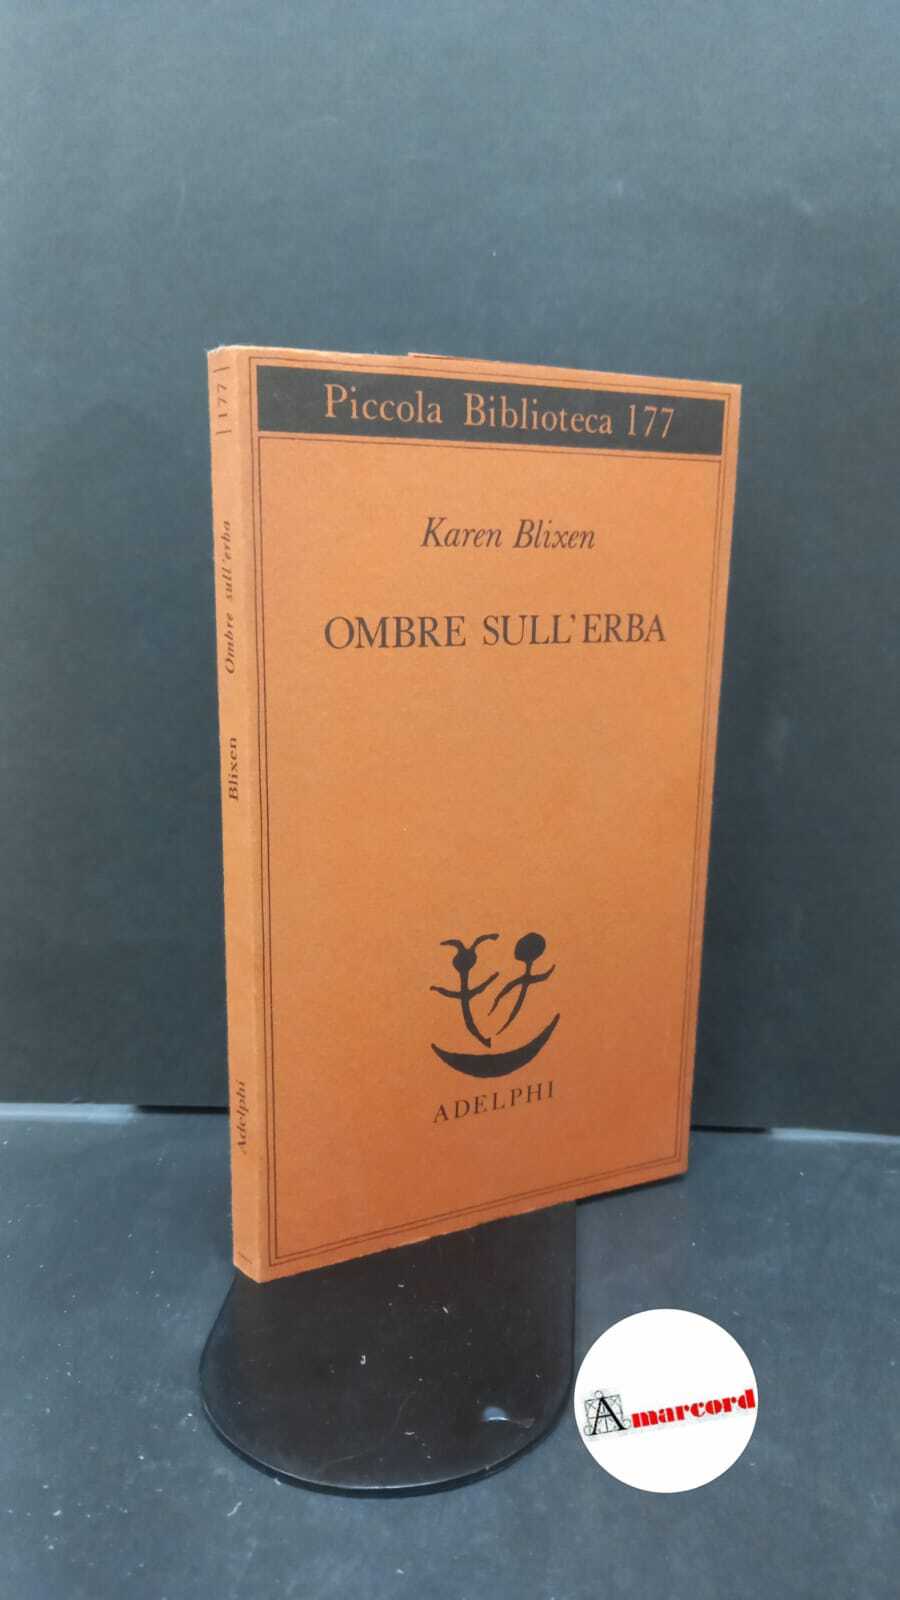 Piccola Biblioteca 177
Karen Blixen
OMBRE SULL'ERBA
ADELPHI
177
Ombre sull'erba
Blixen
Adelphi
Amarcord